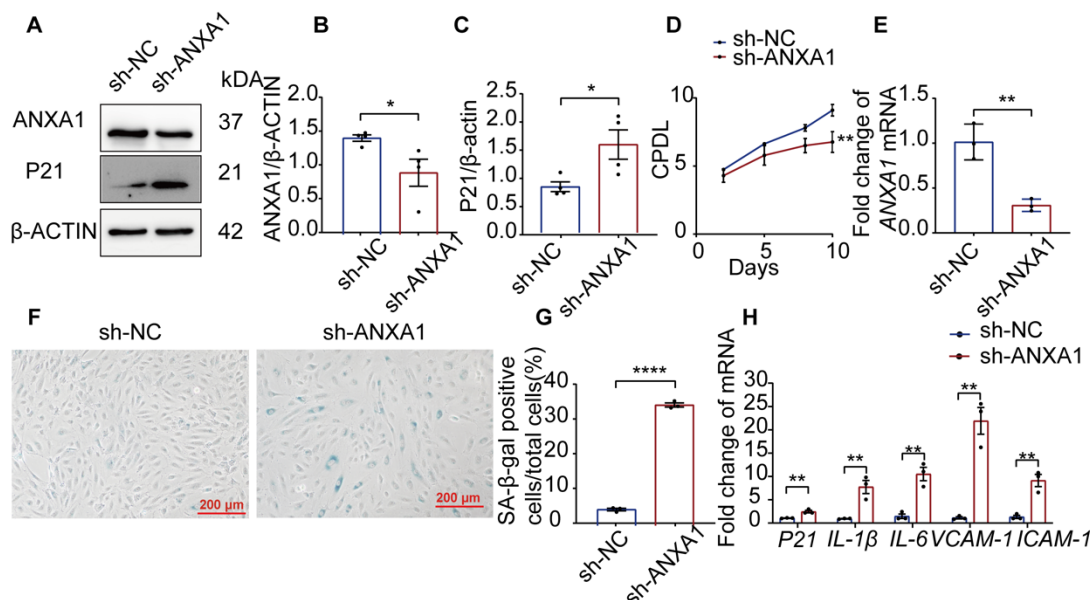 A
sh-NC
sh-ANXA1
kDA
ANXA1
37
P21
21
β-ACTIN
42
B
ANXA1/β-ACTIN
2.0
1.5
1.0
0.5
0.0
*
sh-NC
sh-ANXA1
C
P21/β-actin
2.5
2.0
1.5
1.0
0.5
0.0
*
sh-NC
sh-ANXA1
D
sh-NC
sh-ANXA1
CPDL
10
5
0
0
5
10
Days
**
E
Fold change of
ANXA1 mRNA
1.5
1.0
0.5
0.0
**
sh-NC
sh-ANXA1
F
sh-NC
sh-ANXA1
200 μm
200 μm
G
SA-β-gal positive
cells/total cells(%)
40
30
20
10
0
****
sh-NC
sh-ANXA1
H
sh-NC
sh-ANXA1
Fold change of mRNA
30
25
20
15
10
5
0
**
**
**
**
**
P21
IL-1β
IL-6
VCAM-1
ICAM-1